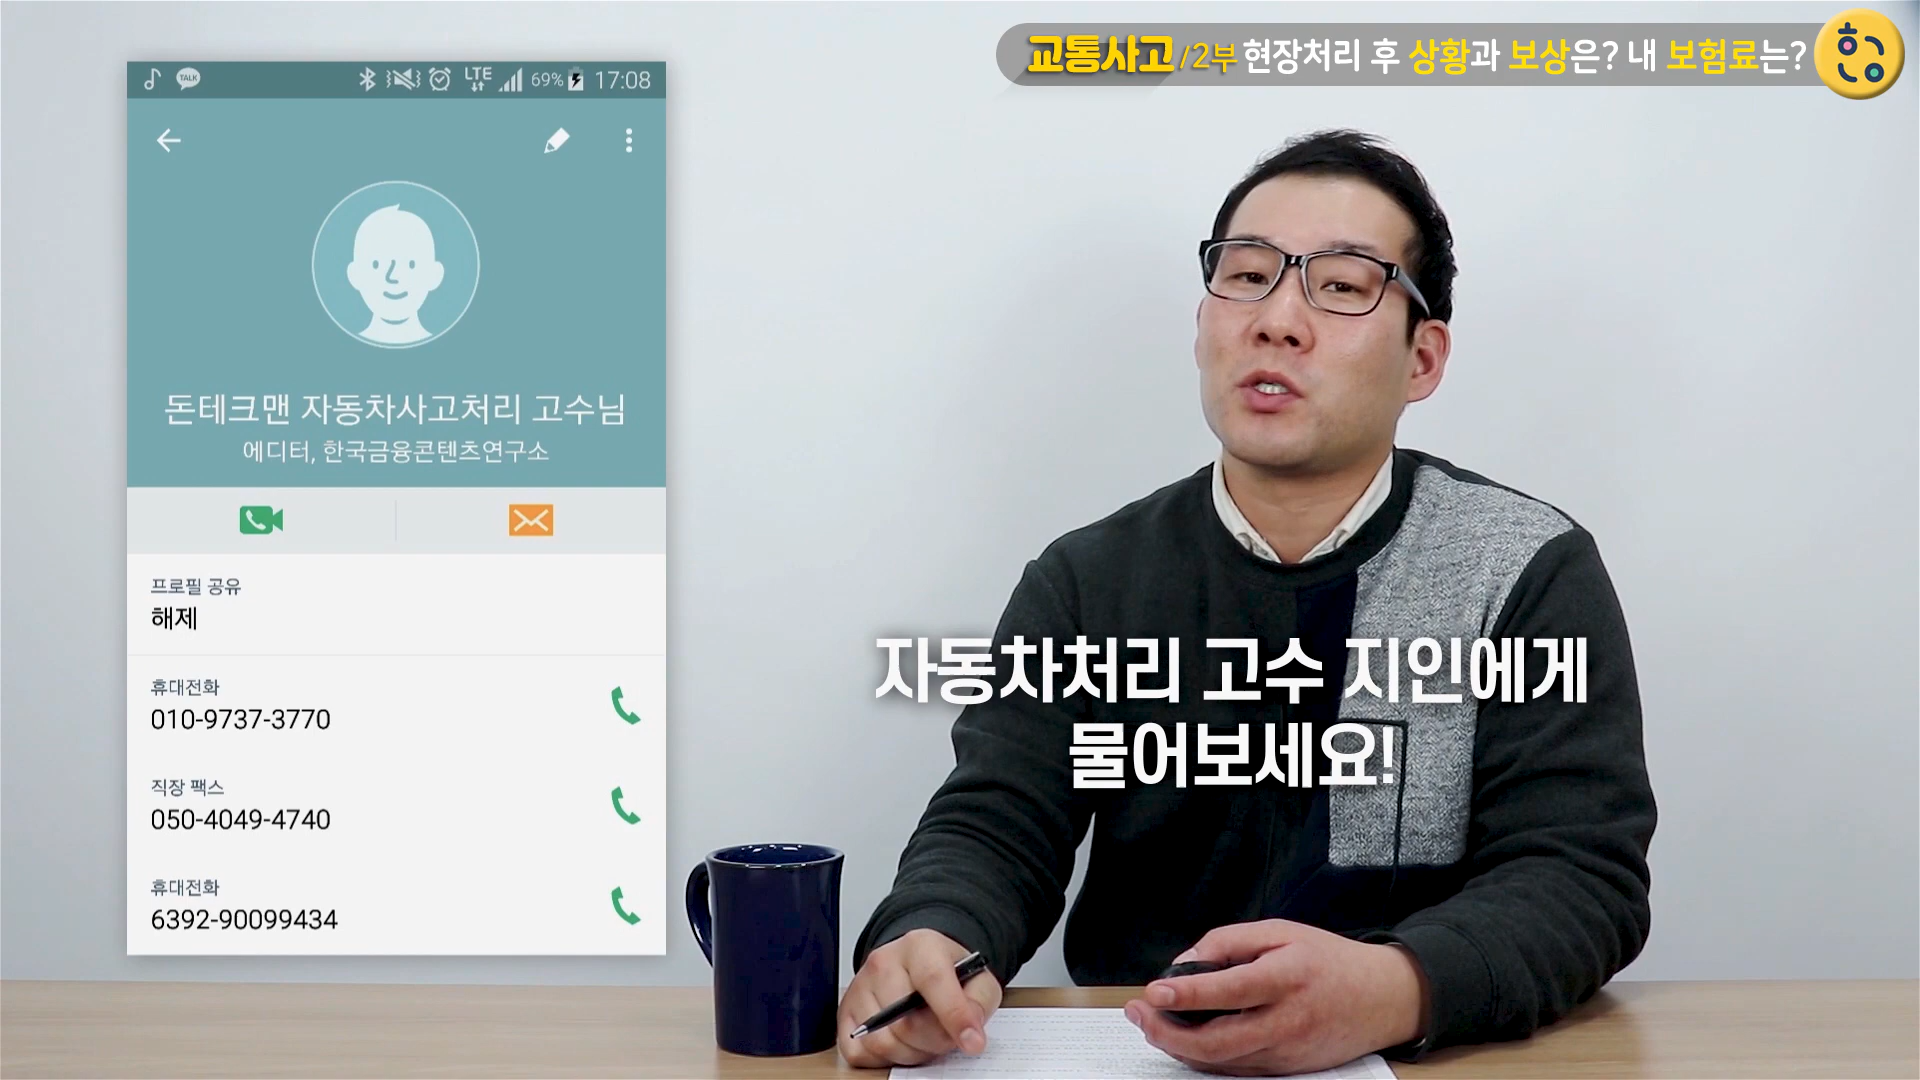 교통사고 /2부 현장처리 후 상황과 보상은? 내 보험료는?
한
TALK LTE 69% 17:08
돈테크맨 자동차사고처리 고수님
에디터, 한국금융콘텐츠연구소
프로필 공유
해제
휴대전화
010-9737-3770
직장 팩스
050-4049-4740
휴대전화
6392-90099434
자동차처리 고수 지인에게
물어보세요!